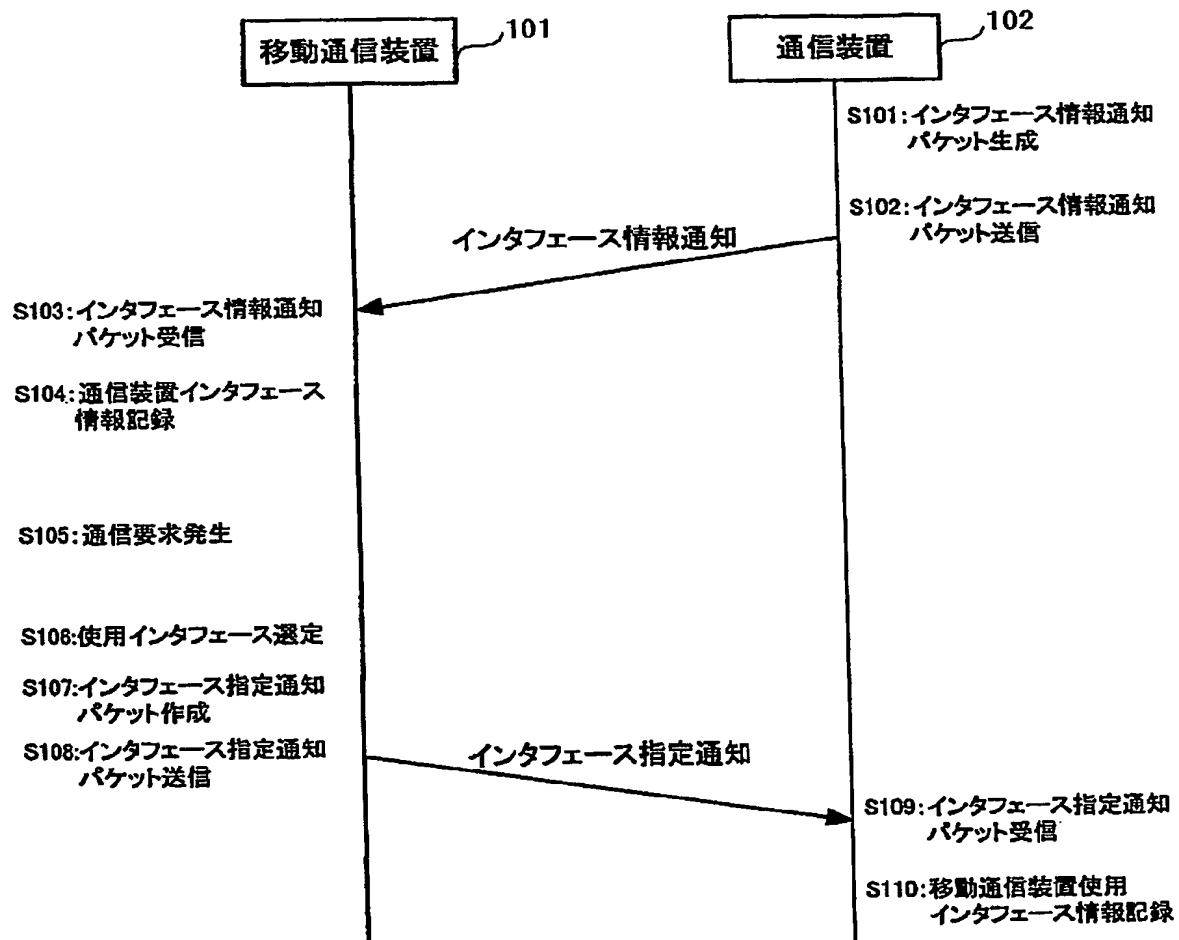 移動通信装置
101
通信装置
102
S101:インタフェース情報通知
パケット生成
S102:インタフェース情報通知
パケット送信
インタフェース情報通知
S103:インタフェース情報通知
パケット受信
S104:通信装置インタフェース
情報記録
S105:通信要求発生
S106:使用インタフェース選定
S107:インタフェース指定通知
パケット作成
S108:インタフェース指定通知
パケット送信
インタフェース指定通知
S109:インタフェース指定通知
パケット受信
S110:移動通信装置使用
インタフェース情報記録